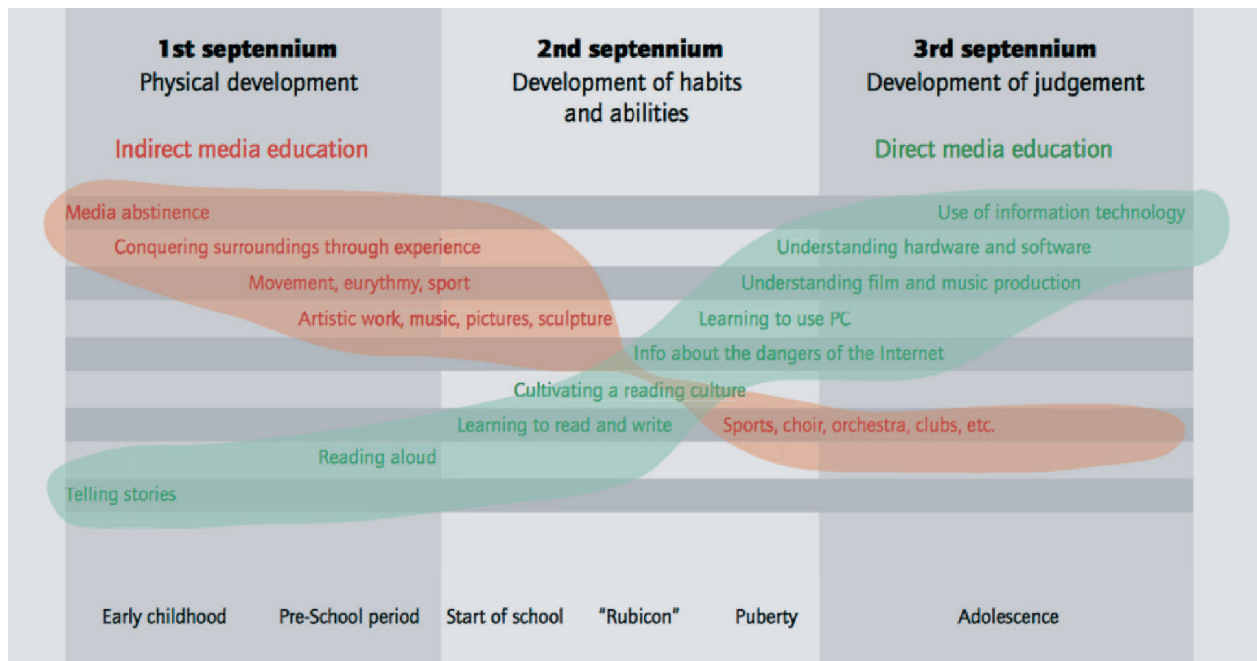 1st septennium
Physical development
2nd septennium
Development of habits
and abilities
3rd septennium
Development of judgement
Indirect media education
Direct media education
Media abstinence
Use of information technology
Conquering surroundings through experience
Understanding hardware and software
Movement, eurythmy, sport
Understanding film and music production
Artistic work, music, pictures, sculpture
Learning to use PC
Info about the dangers of the Internet
Cultivating a reading culture
Learning to read and write
Sports, choir, orchestra, clubs, etc.
Reading aloud
Telling stories
Early childhood
Pre-School period
Start of school
"Rubicon"
Puberty
Adolescence